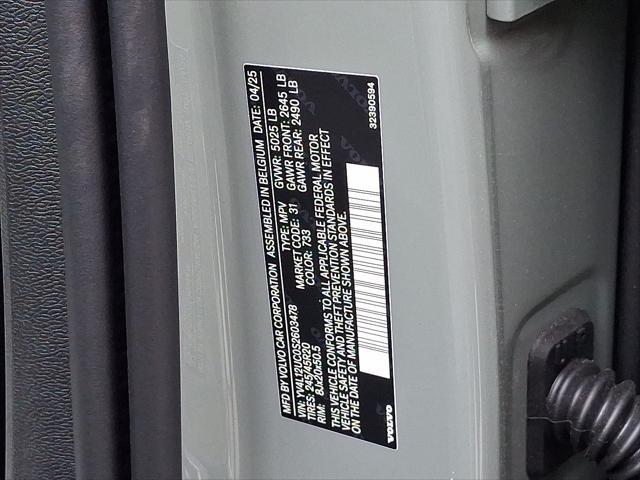 MFD BY VOLVO CAR CORPORATION ASSEMBLED IN BELGIUM DATE: 04/25
VIN: YV4L12UC0S2603478 TYPE: MPV GVWR: 5025 LB
TIRES: 245/45R20 MARKET CODE: 31 GAWR FRONT: 2645 LB
RIM: 8Jx20x50.5 COLOR: 733 GAWR REAR: 2490 LB
THIS VEHICLE CONFORMS TO ALL APPLICABLE FEDERAL MOTOR
VEHICLE SAFETY AND THEFT PREVENTION STANDARDS IN EFFECT
ON THE DATE OF MANUFACTURE SHOWN ABOVE.
VOLVO
32390594